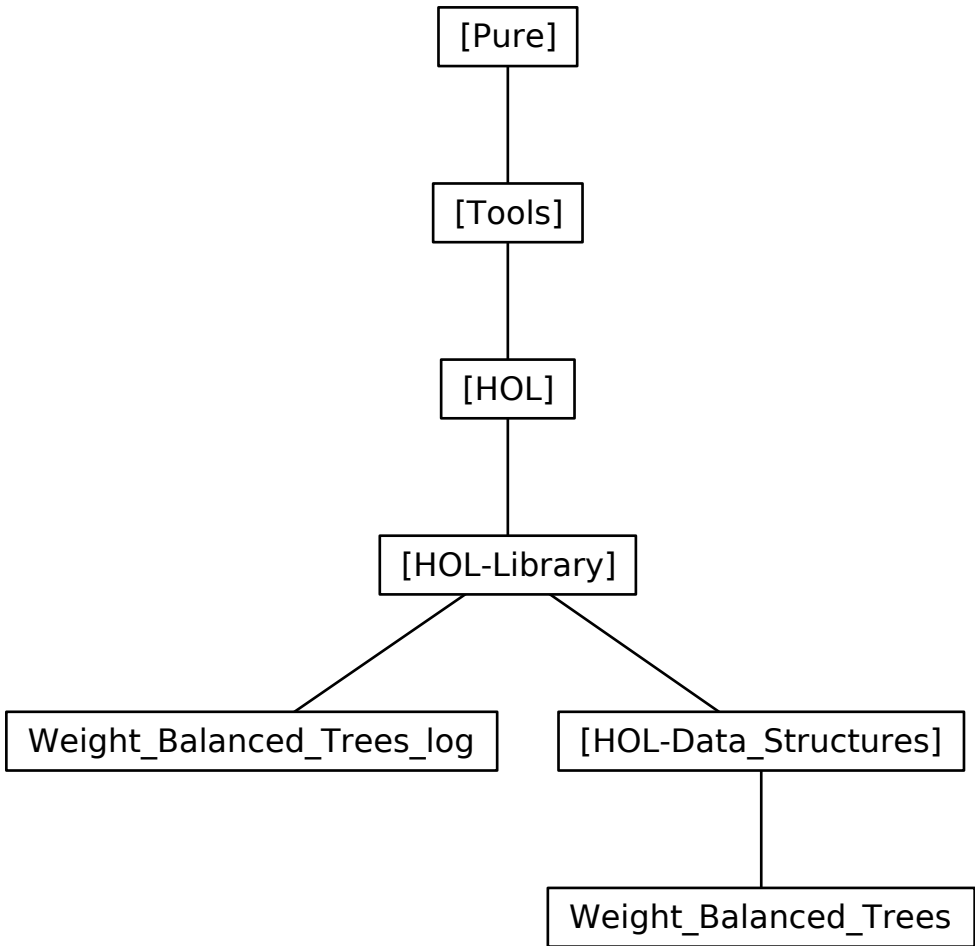 [Pure]
[Tools]
[HOL]
[HOL-Library]
Weight_Balanced_Trees_log
[HOL-Data_Structures]
Weight_Balanced_Trees